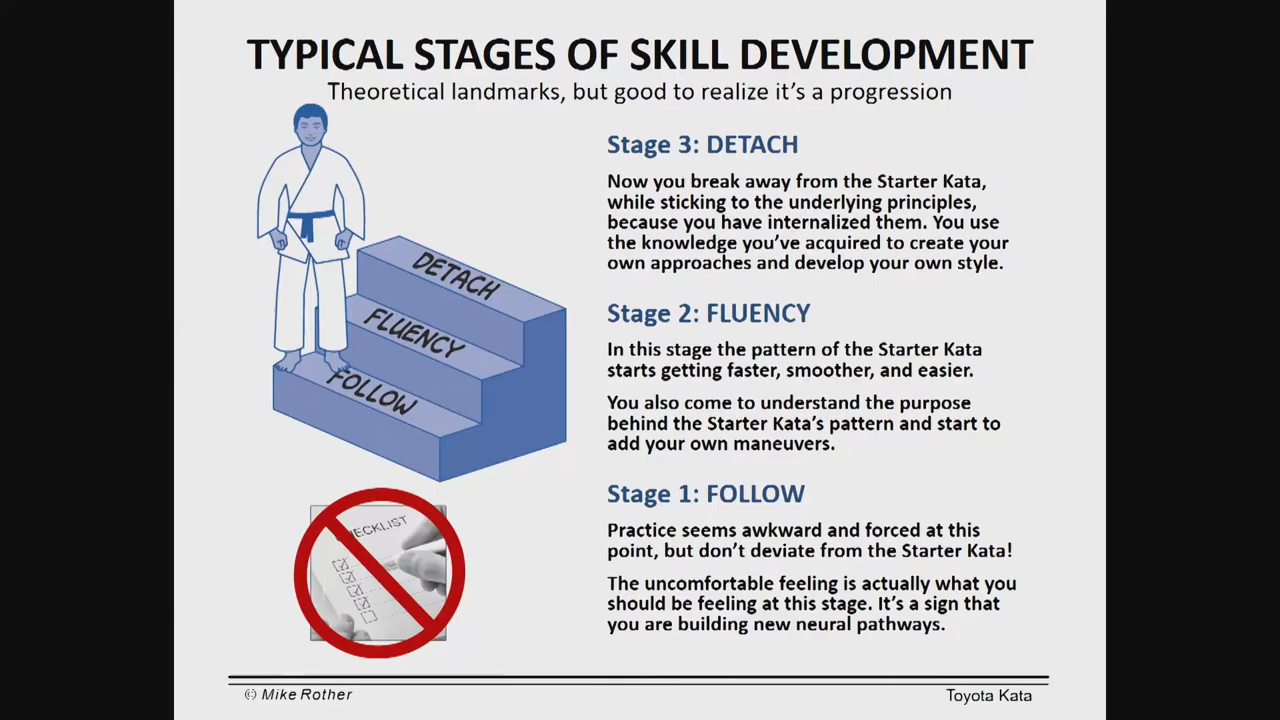 TYPICAL STAGES OF SKILL DEVELOPMENT
Theoretical landmarks, but good to realize it's a progression
DETACH
FLUENCY
FOLLOW
Stage 3: DETACH
Now you break away from the Starter Kata,
while sticking to the underlying principles,
because you have internalized them. You use
the knowledge you've acquired to create your
own approaches and develop your own style.
Stage 2: FLUENCY
In this stage the pattern of the Starter Kata
starts getting faster, smoother, and easier.
You also come to understand the purpose
behind the Starter Kata's pattern and start to
add your own maneuvers.
Stage 1: FOLLOW
Practice seems awkward and forced at this
point, but don't deviate from the Starter Kata!
The uncomfortable feeling is actually what you
should be feeling at this stage. It's a sign that
you are building new neural pathways.
CHECKLIST
© Mike Rother
Toyota Kata